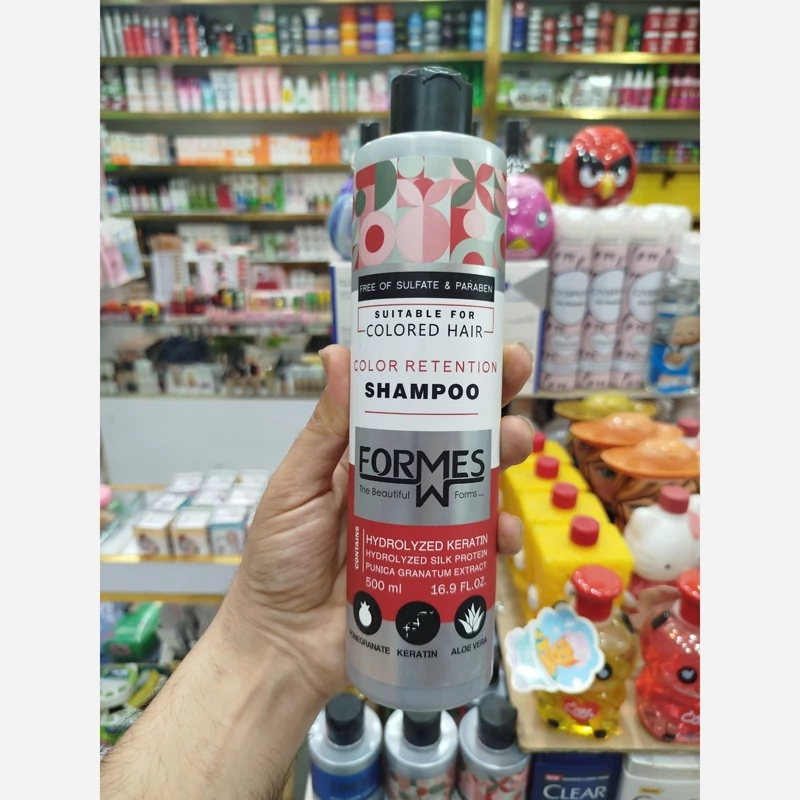 FREE OF SULFATE & PARABEN
SUITABLE FOR
COLORED HAIR
COLOR RETENTION
SHAMPOO
FORMES
The Beautiful Forms ...
CONTAINS
HYDROLYZED KERATIN
HYDROLYZED SILK PROTEIN
PUNICA GRANATUM EXTRACT
500 ml 16.9 FL.OZ.
POMEGRANATE KERATIN ALOE VERA
CLEAR